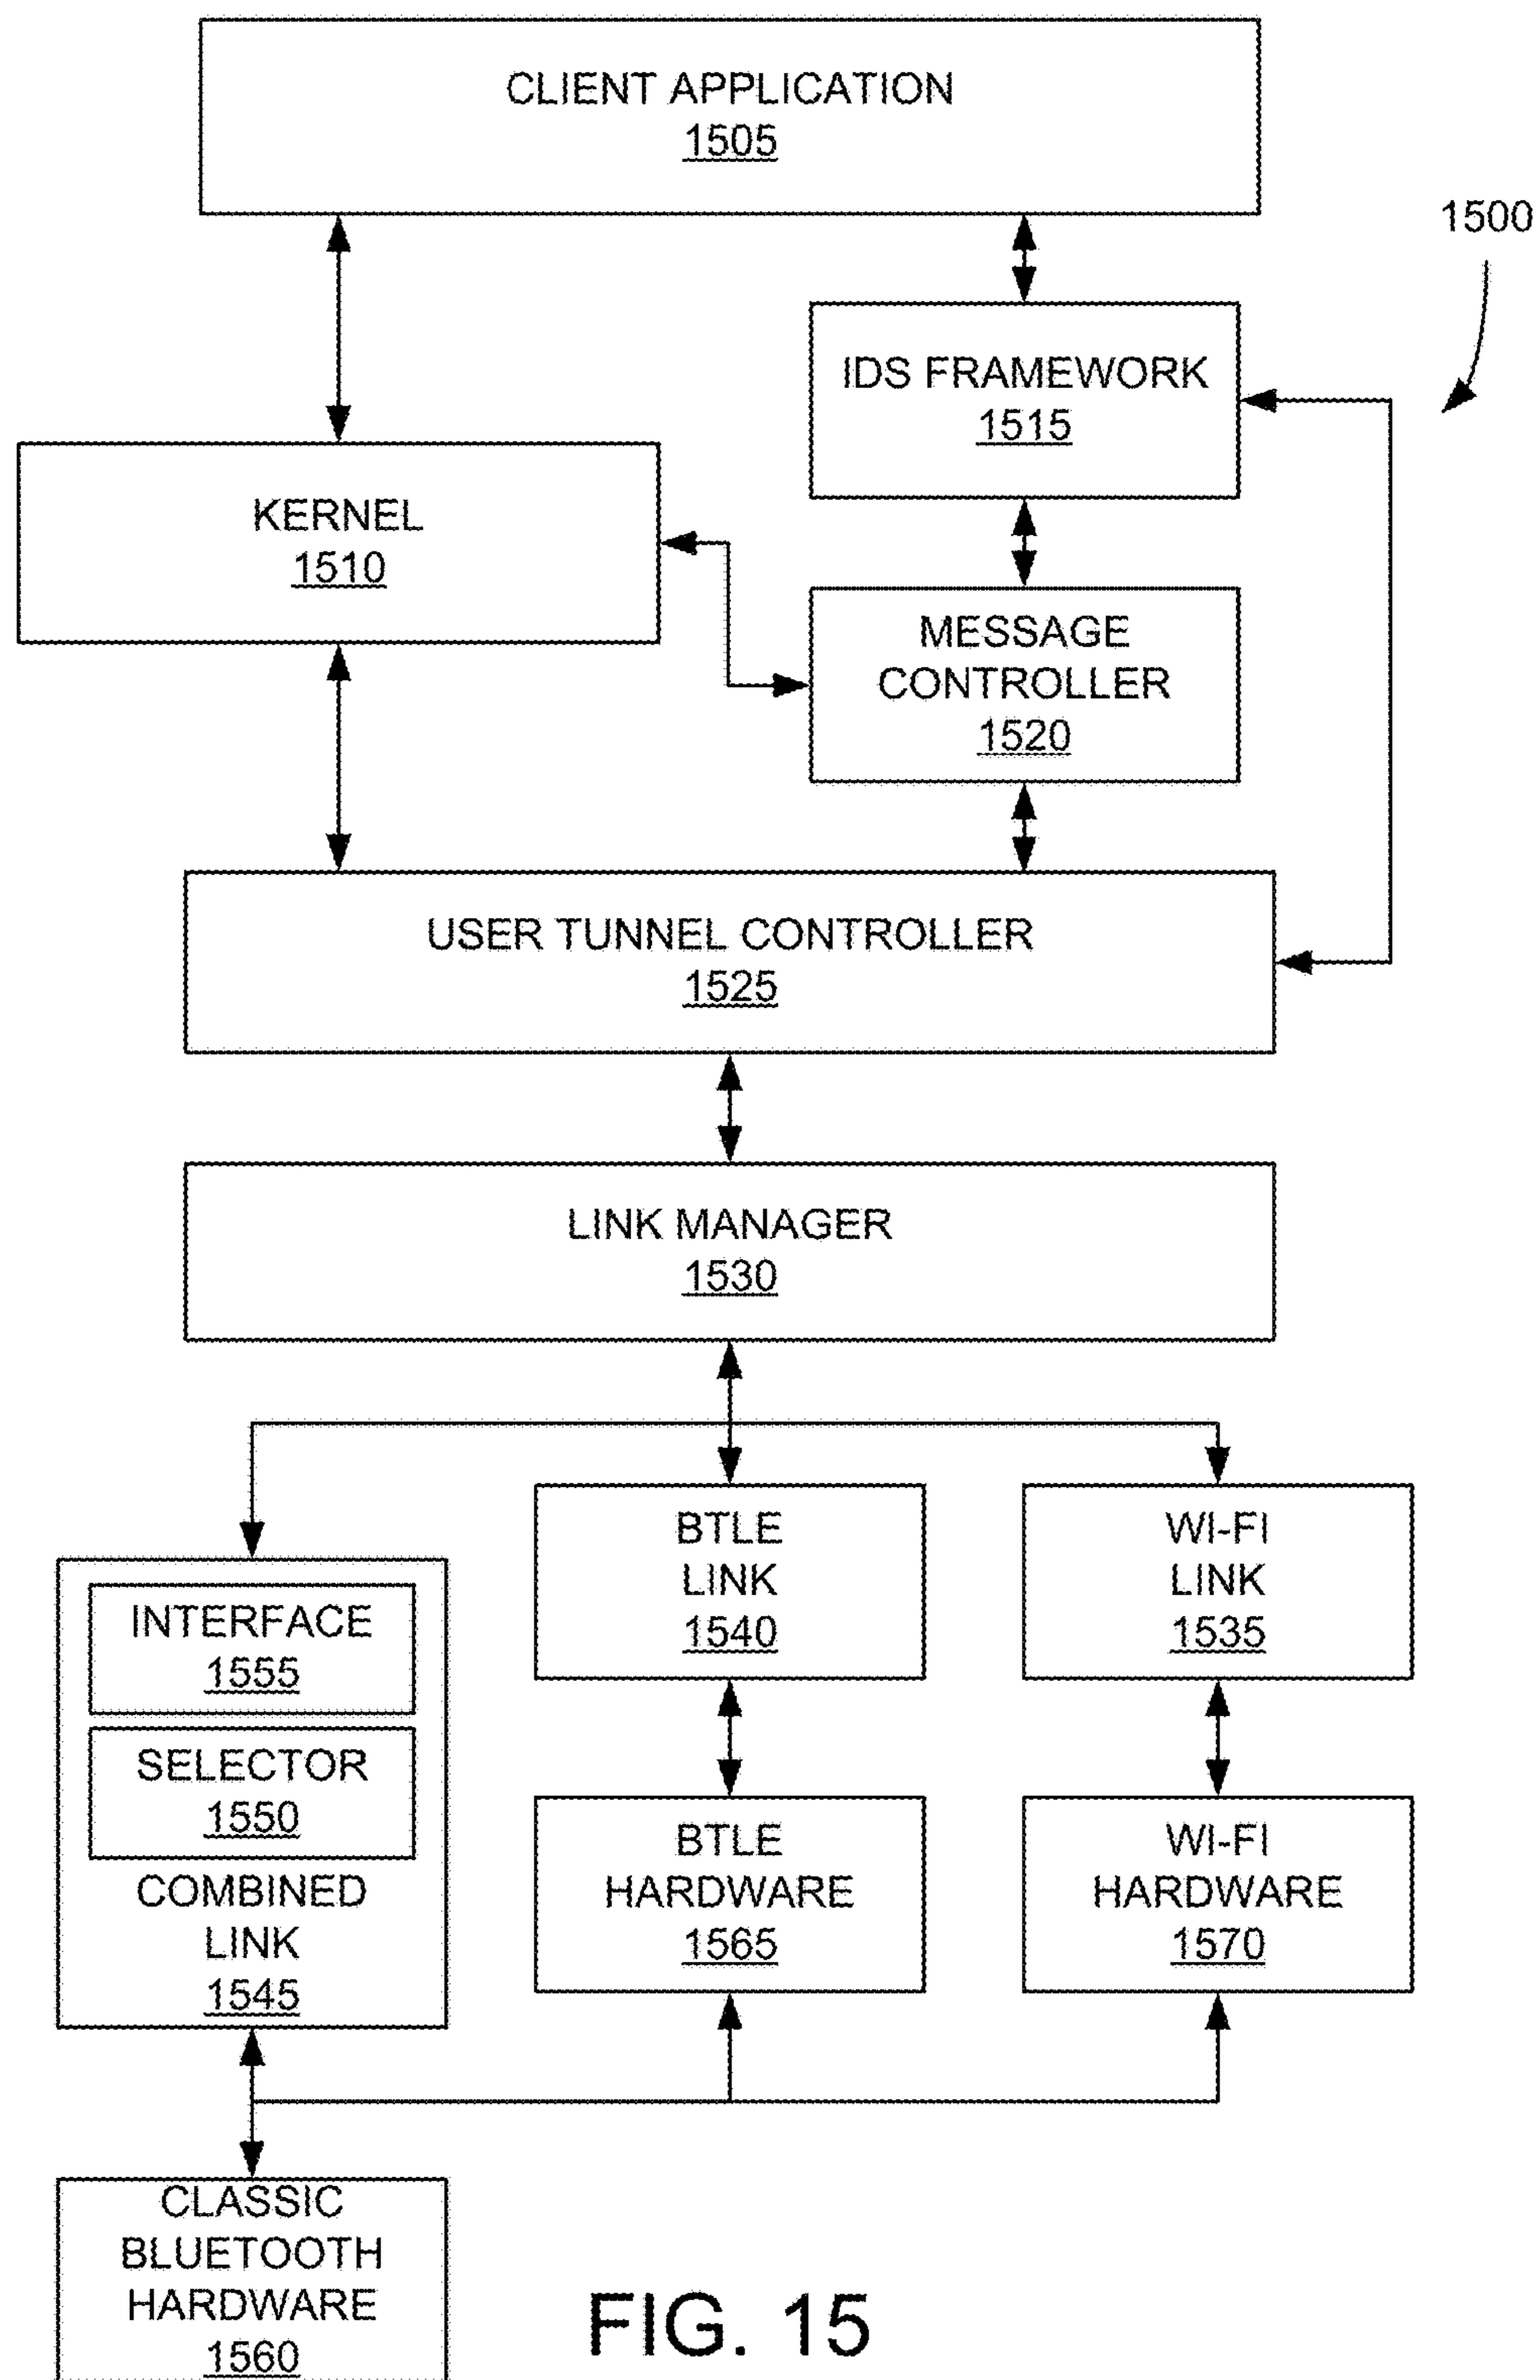 CLIENT APPLICATION
1505
1500
IDS FRAMEWORK
1515
KERNEL
1510
MESSAGE
CONTROLLER
1520
USER TUNNEL CONTROLLER
1525
LINK MANAGER
1530
INTERFACE
1555
SELECTOR
1550
COMBINED
LINK
1545
BTLE
LINK
1540
WI-FI
LINK
1535
BTLE
HARDWARE
1565
WI-FI
HARDWARE
1570
CLASSIC
BLUETOOTH
HARDWARE
1560
FIG. 15